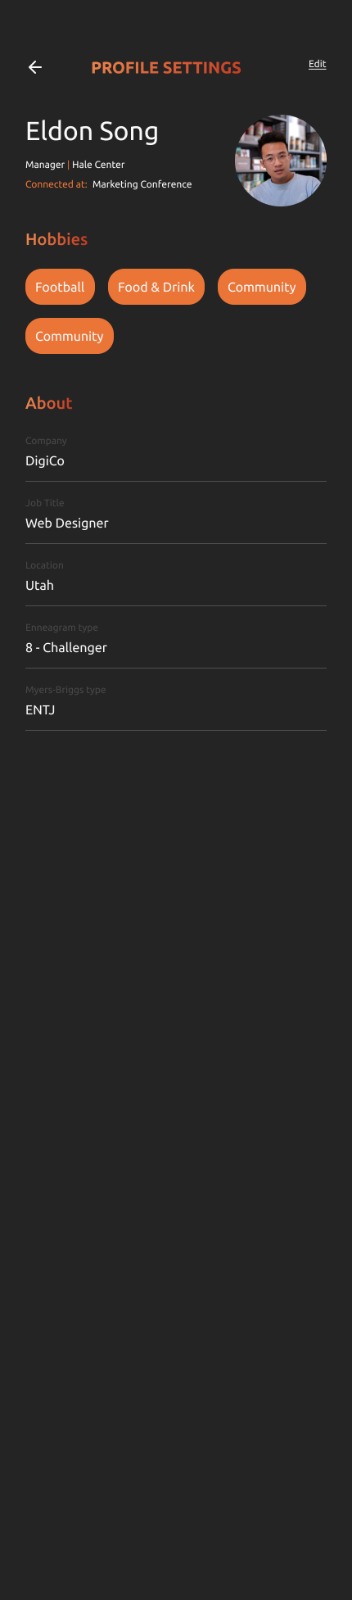 PROFILE SETTINGS
Edit
Eldon Song
Manager | Hale Center
Connected at: Marketing Conference
Hobbies
Football Food & Drink Community
Community
About
Company
DigiCo
Job Title
Web Designer
Location
Utah
Enneagram type
8 - Challenger
Myers-Briggs type
ENTJ